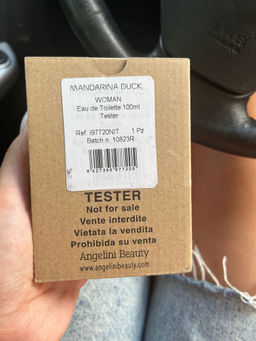 MANDARINA DUCK
WOMAN
Eau de Toilette 100ml
Tester
Ref. I97720NIT 1 Pz
Batch n. 10823R
TESTER
Not for sale
Vente interdite
Vietata la vendita
Prohibida su venta
Angelini Beauty
www.angelinibeauty.com